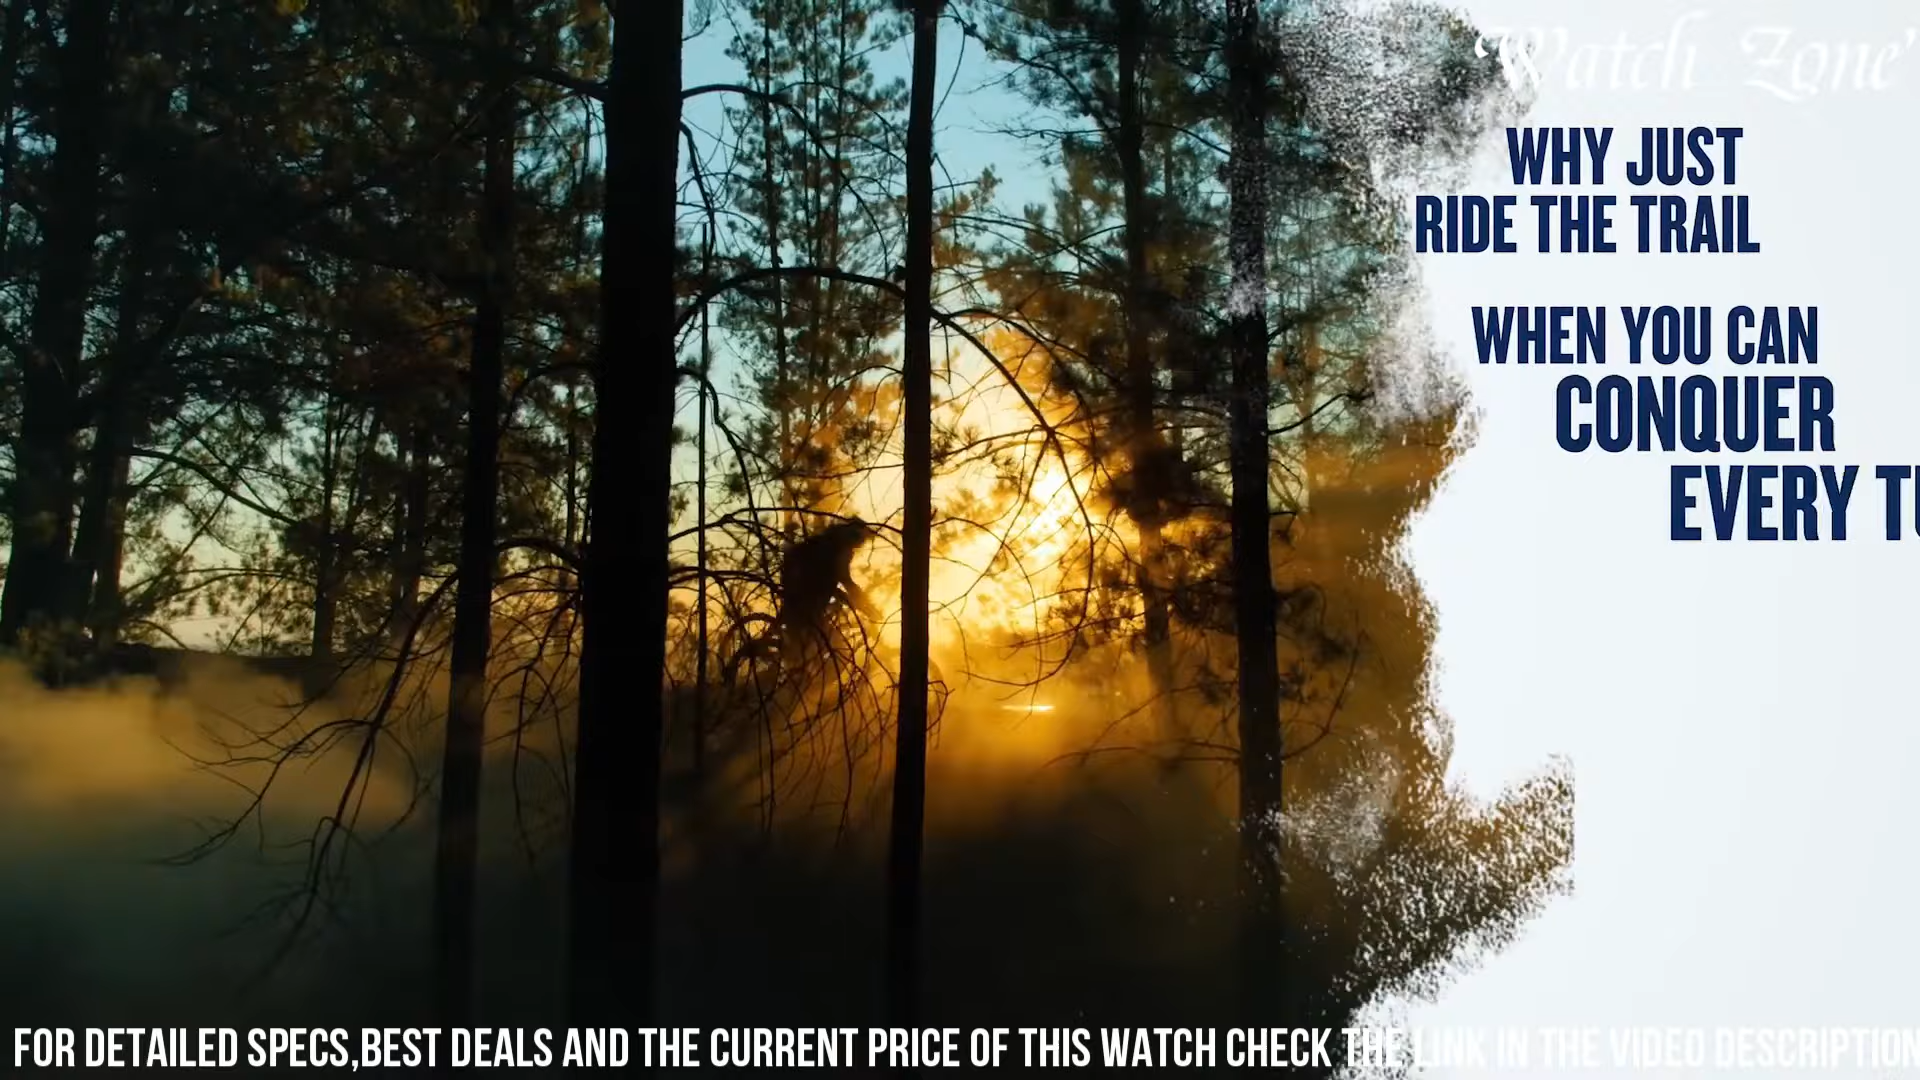 'Watch Zone'
WHY JUST
RIDE THE TRAIL
WHEN YOU CAN
CONQUER
EVERY
FOR DETAILED SPECS,BEST DEALS AND THE CURRENT PRICE OF THIS WATCH CHECK THE LINK IN THE VIDEO DESCRIPTION